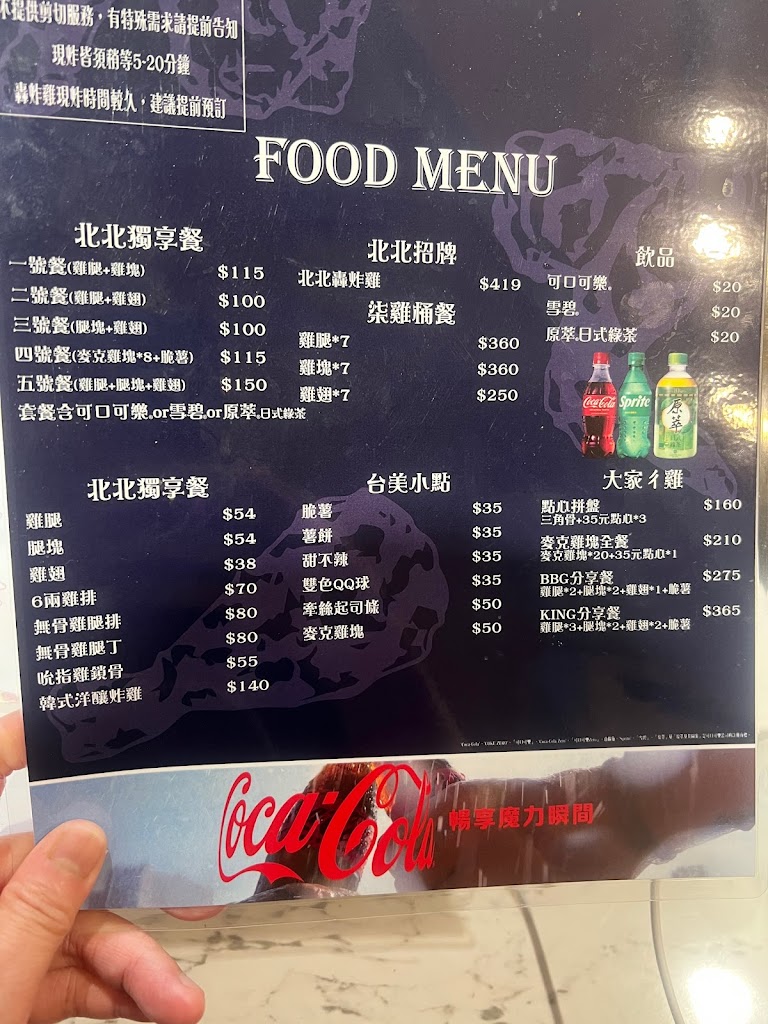 不提供剪切服務，有特殊需求請提前告知
現炸皆須稍等5-20分鐘
轟炸雞現炸時間較久，建議提前預訂
FOOD MENU
北北獨享餐
一號餐(雞腿+雞塊) $115
二號餐(雞腿+雞翅) $100
三號餐(腿塊+雞翅) $100
四號餐(麥克雞塊*8+脆薯) $115
五號餐(雞腿+腿塊+雞翅) $150
套餐含可口可樂®or雪碧®or原萃®日式綠茶
北北招牌
北北轟炸雞 $419
柒雞桶餐
雞腿*7 $360
雞塊*7 $360
雞翅*7 $250
飲品
可口可樂® $20
雪碧® $20
原萃®日式綠茶 $20
Coca-Cola
Sprite
原萃
北北獨享餐
雞腿 $54
腿塊 $54
雞翅 $38
6兩雞排 $70
無骨雞腿排 $80
無骨雞腿丁 $80
吮指雞鎖骨 $55
韓式洋釀炸雞 $140
台美小點
脆薯 $35
薯餅 $35
甜不辣 $35
雙色QQ球 $35
牽絲起司條 $50
麥克雞塊 $50
大家ㄔ雞
點心拼盤 $160
三角骨+35元點心*3
麥克雞塊全餐 $210
麥克雞塊*20+35元點心*1
BBG分享餐 $275
雞腿*2+腿塊*2+雞翅*1+脆薯
KING分享餐 $365
雞腿*3+腿塊*2+雞翅*2+脆薯
Coca-Cola
暢享魔力瞬間